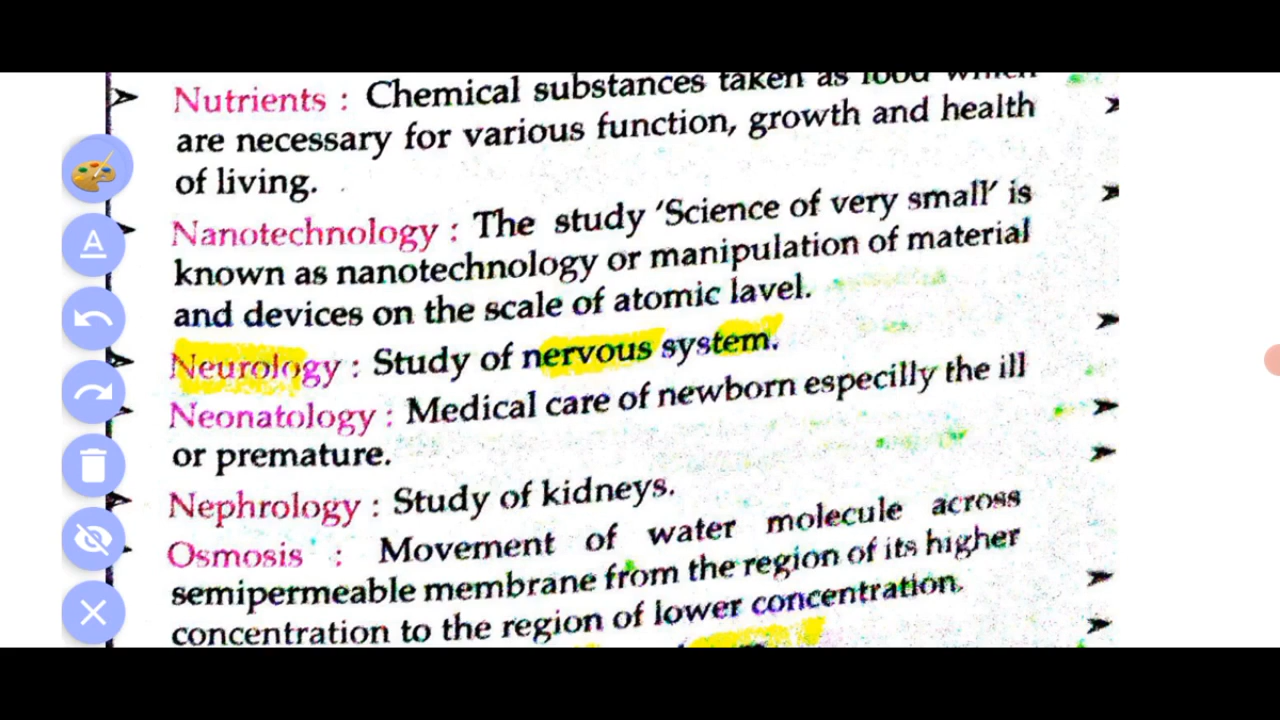 Nutrients : Chemical substances taken as food which
are necessary for various function, growth and health
of living.
Nanotechnology : The study 'Science of very small' is
known as nanotechnology or manipulation of material
and devices on the scale of atomic lavel.
Neurology : Study of nervous system.
Neonatology : Medical care of newborn especilly the ill
or premature.
Nephrology : Study of kidneys.
Osmosis : Movement of water molecule across
semipermeable membrane from the region of its higher
concentration to the region of lower concentration.